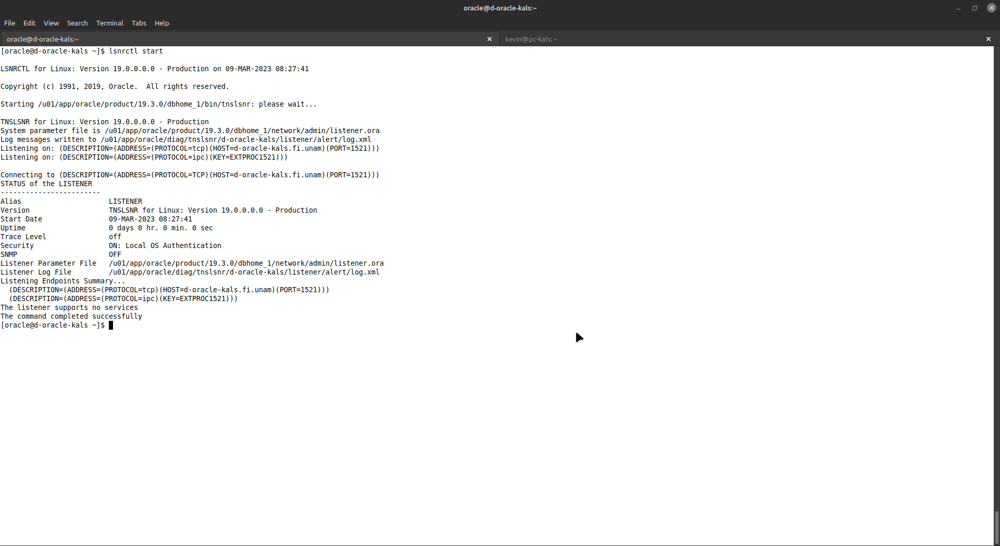 oracle@d-oracle-kals:~
File Edit View Search Terminal Tabs Help
oracle@d-oracle-kals:~ kevin@pc-kals: ~
[oracle@d-oracle-kals ~]$ lsnrctl start
LSNRCTL for Linux: Version 19.0.0.0.0 - Production on 09-MAR-2023 08:27:41
Copyright (c) 1991, 2019, Oracle.  All rights reserved.
Starting /u01/app/oracle/product/19.3.0/dbhome_1/bin/tnslsnr: please wait...
TNSLSNR for Linux: Version 19.0.0.0.0 - Production
System parameter file is /u01/app/oracle/product/19.3.0/dbhome_1/network/admin/listener.ora
Log messages written to /u01/app/oracle/diag/tnslsnr/d-oracle-kals/listener/alert/log.xml
Listening on: (DESCRIPTION=(ADDRESS=(PROTOCOL=tcp)(HOST=d-oracle-kals.fi.unam)(PORT=1521)))
Listening on: (DESCRIPTION=(ADDRESS=(PROTOCOL=ipc)(KEY=EXTPROC1521)))
Connecting to (DESCRIPTION=(ADDRESS=(PROTOCOL=TCP)(HOST=d-oracle-kals.fi.unam)(PORT=1521)))
STATUS of the LISTENER
------------------------
Alias                     LISTENER
Version                   TNSLSNR for Linux: Version 19.0.0.0.0 - Production
Start Date                09-MAR-2023 08:27:41
Uptime                    0 days 0 hr. 0 min. 0 sec
Trace Level               off
Security                  ON: Local OS Authentication
SNMP                      OFF
Listener Parameter File   /u01/app/oracle/product/19.3.0/dbhome_1/network/admin/listener.ora
Listener Log File         /u01/app/oracle/diag/tnslsnr/d-oracle-kals/listener/alert/log.xml
Listening Endpoints Summary...
  (DESCRIPTION=(ADDRESS=(PROTOCOL=tcp)(HOST=d-oracle-kals.fi.unam)(PORT=1521)))
  (DESCRIPTION=(ADDRESS=(PROTOCOL=ipc)(KEY=EXTPROC1521)))
The listener supports no services
The command completed successfully
[oracle@d-oracle-kals ~]$